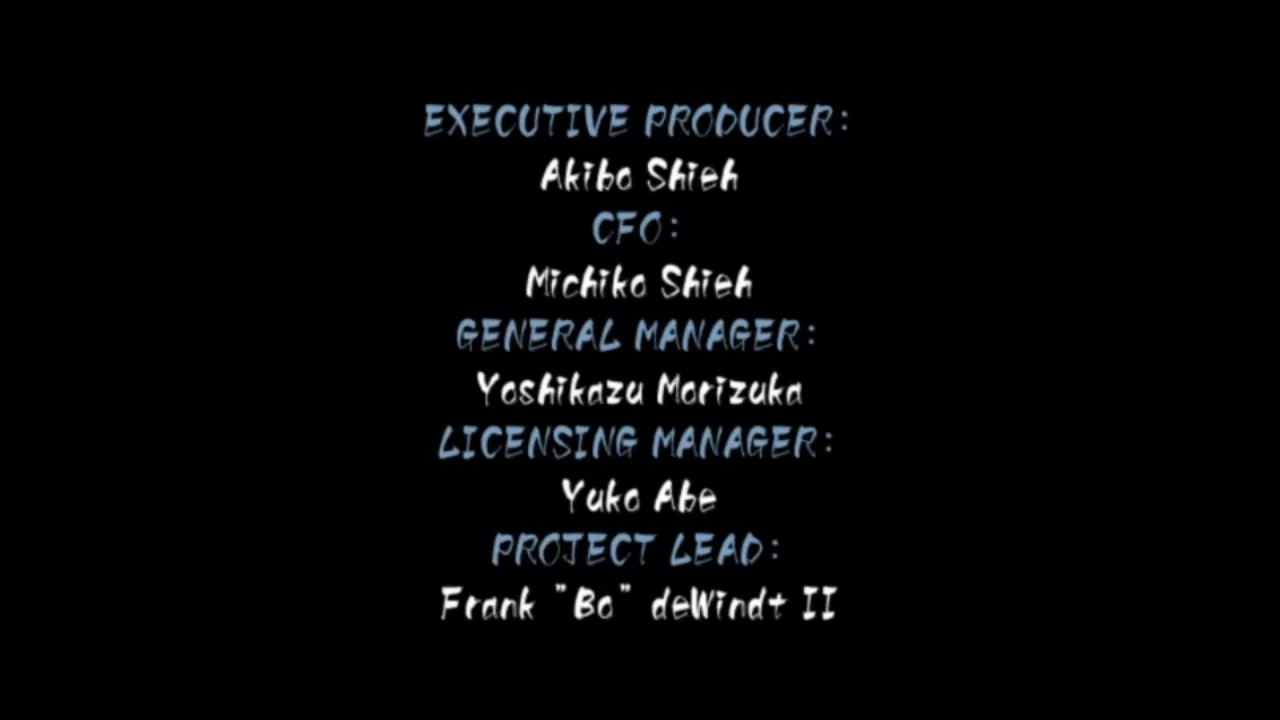 EXECUTIVE PRODUCER:
Akibo Shieh
CFO:
Michiko Shieh
GENERAL MANAGER:
Yoshikazu Morizuka
LICENSING MANAGER:
Yuko Abe
PROJECT LEAD:
Frank "Bo" deWindt II